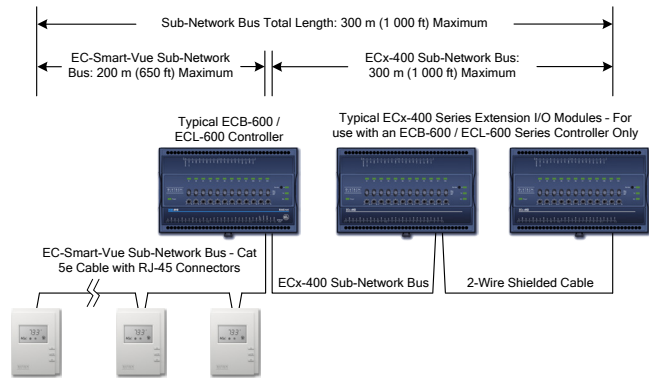 Sub-Network Bus Total Length: 300 m (1 000 ft) Maximum
EC-Smart-Vue Sub-Network
Bus: 200 m (650 ft) Maximum
ECx-400 Sub-Network Bus:
300 m (1 000 ft) Maximum
Typical ECB-600 /
ECL-600 Controller
Typical ECx-400 Series Extension I/O Modules - For
use with an ECB-600 / ECL-600 Series Controller Only
EC-Smart-Vue Sub-Network Bus - Cat
5e Cable with RJ-45 Connectors
ECx-400 Sub-Network Bus
2-Wire Shielded Cable